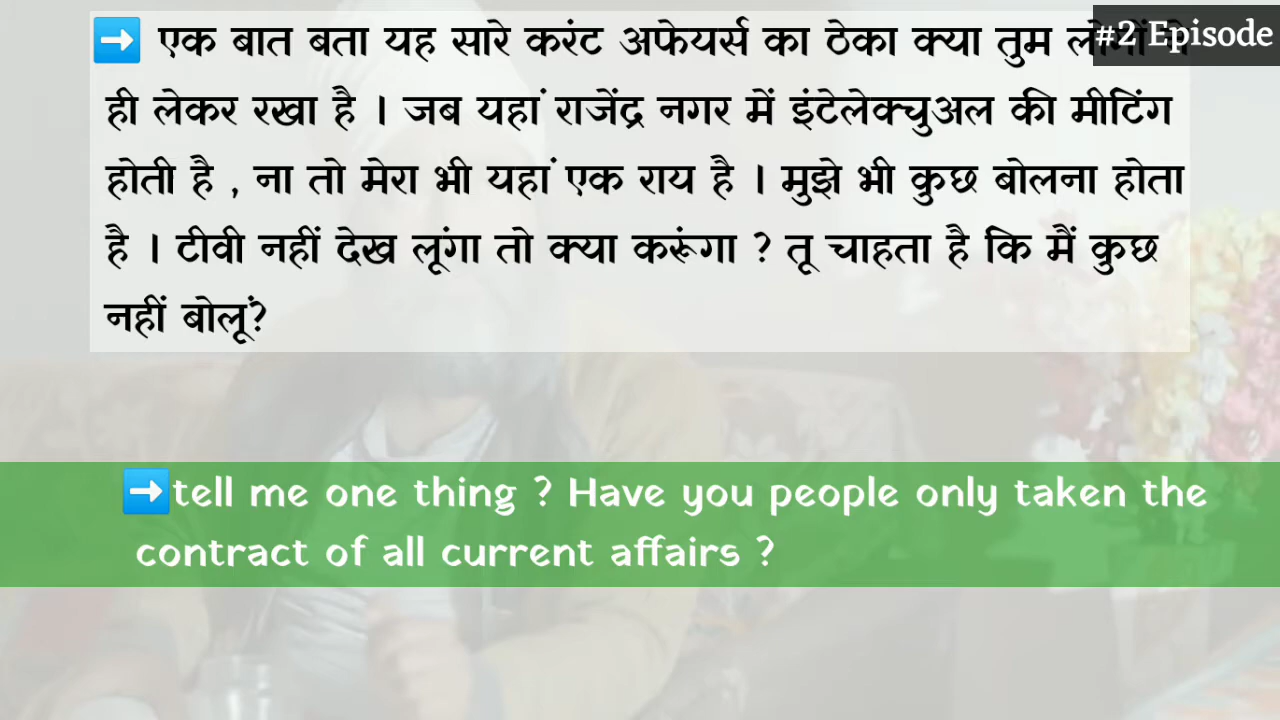 ➡️ एक बात बता यह सारे करंट अफेयर्स का ठेका क्या तुम
#2 Episode
ही लेकर रखा है । जब यहां राजेंद्र नगर में इंटेलेक्चुअल की मीटिंग
होती है , ना तो मेरा भी यहां एक राय है । मुझे भी कुछ बोलना होता
है । टीवी नहीं देख लूंगा तो क्या करूंगा ? तू चाहता है कि मैं कुछ
नहीं बोलूं?
➡️tell me one thing ? Have you people only taken the
contract of all current affairs ?